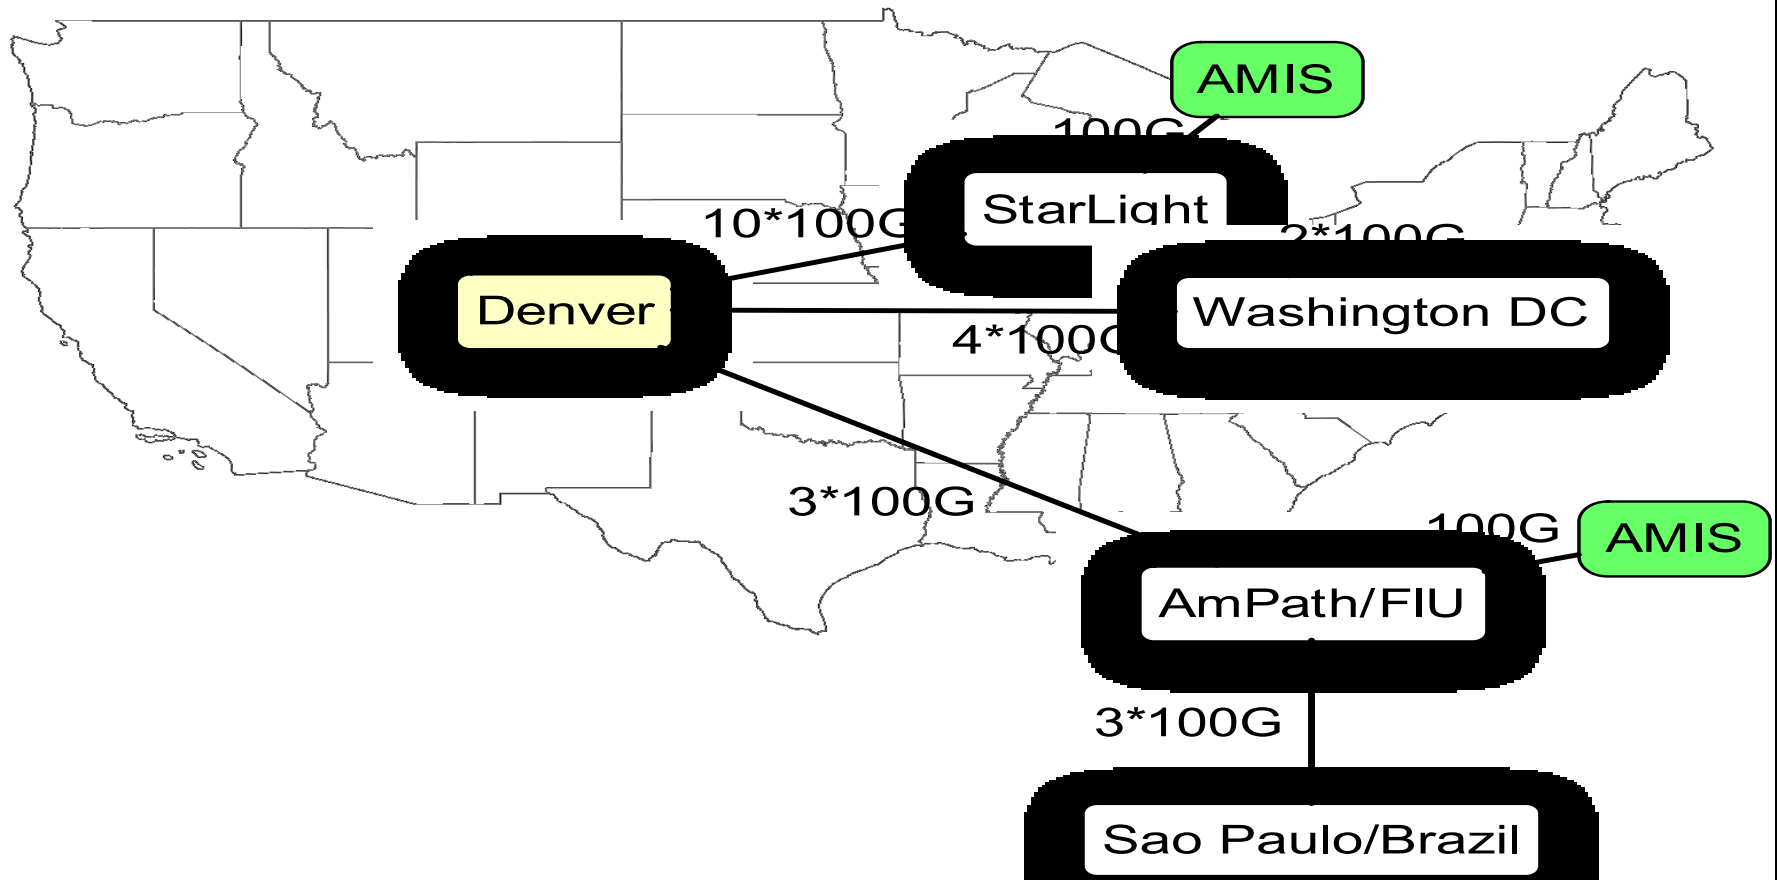 AMIS
100G
StarLight
10*100G
2*100G
Denver
Washington DC
4*100G
3*100G
100G
AMIS
AmPath/FIU
3*100G
Sao Paulo/Brazil